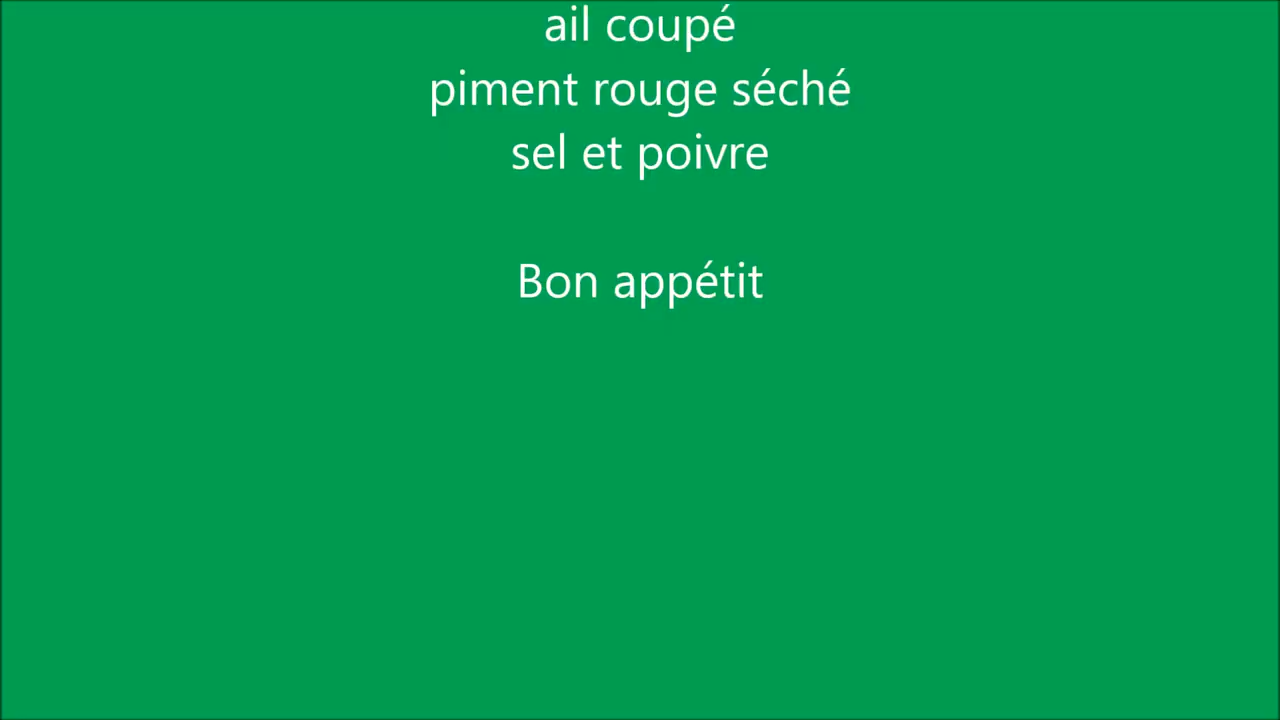 ail coupé
piment rouge séché
sel et poivre
Bon appétit